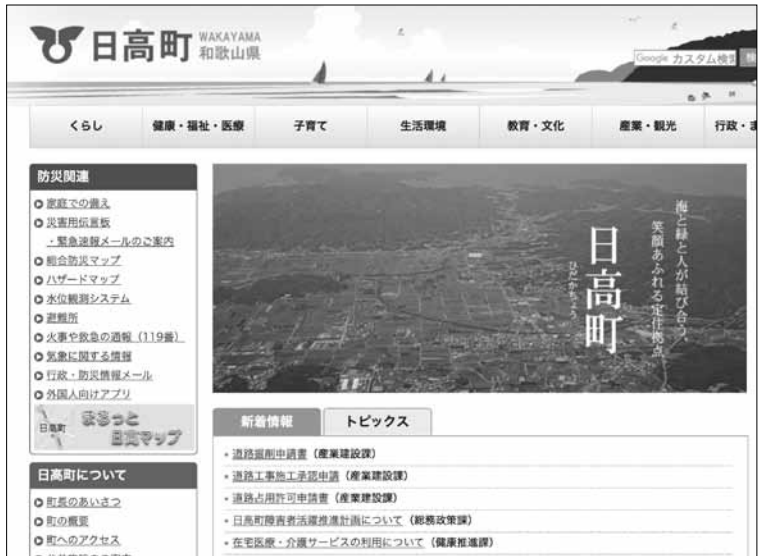 日高町 WAKAYAMA 和歌山県
Google カスタム検索
くらし 健康・福祉・医療 子育て 生活環境 教育・文化 産業・観光 行政・ま
防災関連
家庭での備え
災害用伝言板
・緊急速報メールのご案内
総合防災マップ
ハザードマップ
水位観測システム
避難所
火事や救急の通報（119番）
気象に関する情報
行政・防災情報メール
外国人向けアプリ
日高町 まるっと
日高マップ
日高町について
町長のあいさつ
町の概要
町へのアクセス
海と緑と人が結び合う、
笑顔あふれる定住拠点
日高町
ひだかちょう
新着情報 トピックス
道路掘削申請書（産業建設課）
道路工事施工承認申請（産業建設課）
道路占用許可申請書（産業建設課）
日高町障害者活躍推進計画について（総務政策課）
在宅医療・介護サービスの利用について（健康推進課）